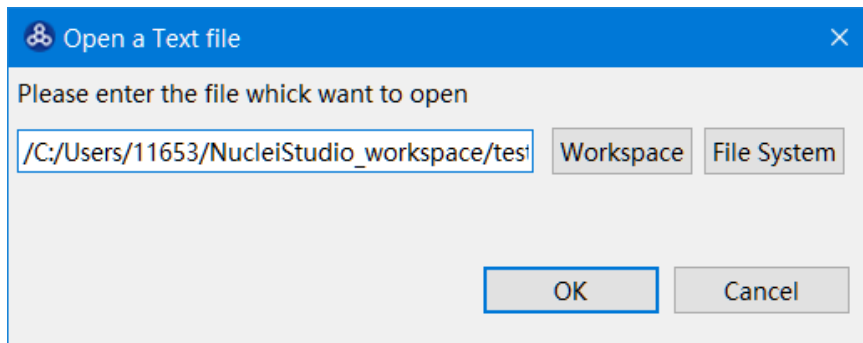 Open a Text file
Please enter the file whick want to open
/C:/Users/11653/NucleiStudio_workspace/test
Workspace
File System
OK
Cancel